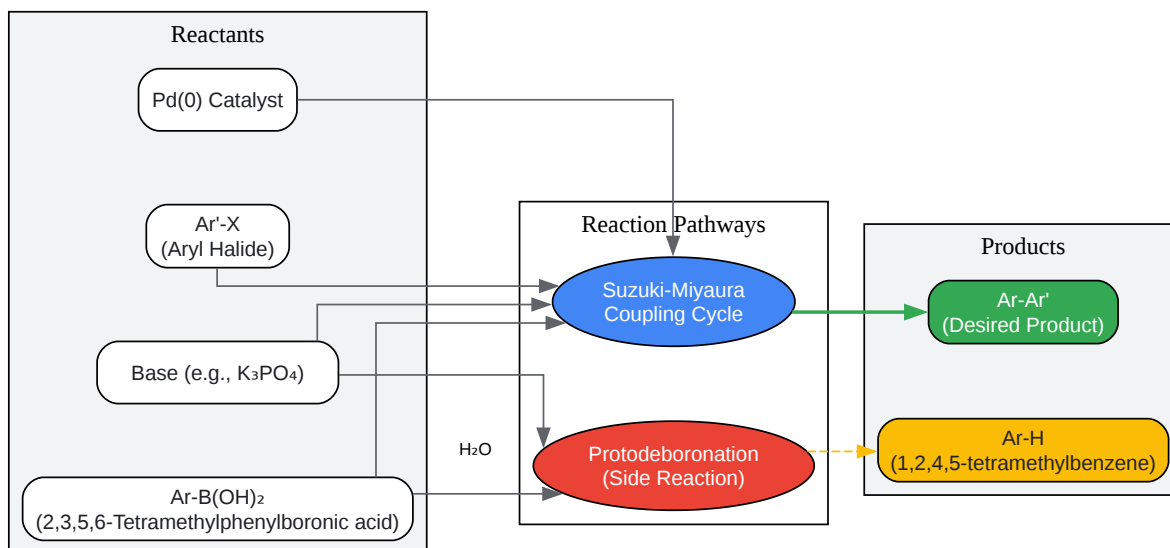 Reactants
Pd(0) Catalyst
Ar'-X
(Aryl Halide)
Base (e.g., K₃PO₄)
Ar-B(OH)₂
(2,3,5,6-Tetramethylphenylboronic acid)
H₂O
Reaction Pathways
Suzuki-Miyaura
Coupling Cycle
Protodeboronation
(Side Reaction)
Products
Ar-Ar'
(Desired Product)
Ar-H
(1,2,4,5-tetramethylbenzene)